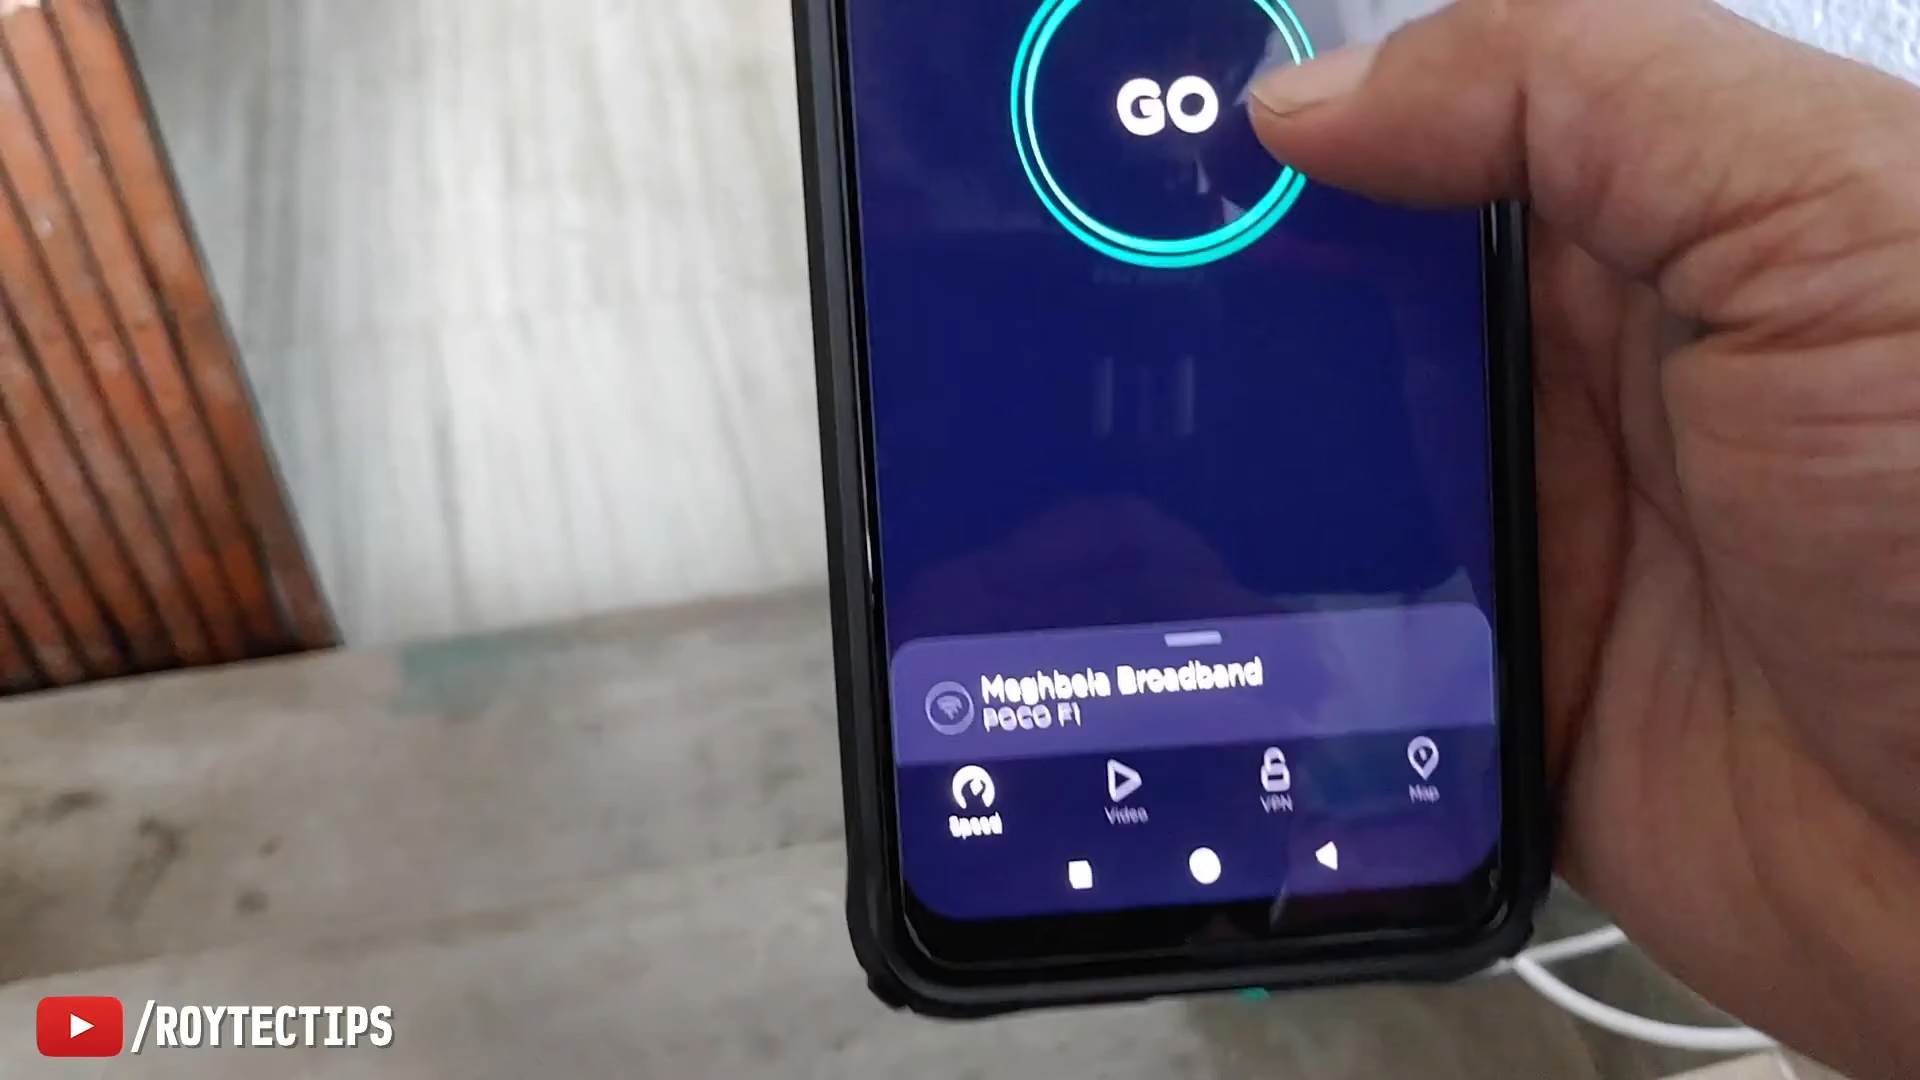 GO
Meghbela Broadband
POCO F1
Speed
Video
VPN
Map
/ROYTECTIPS